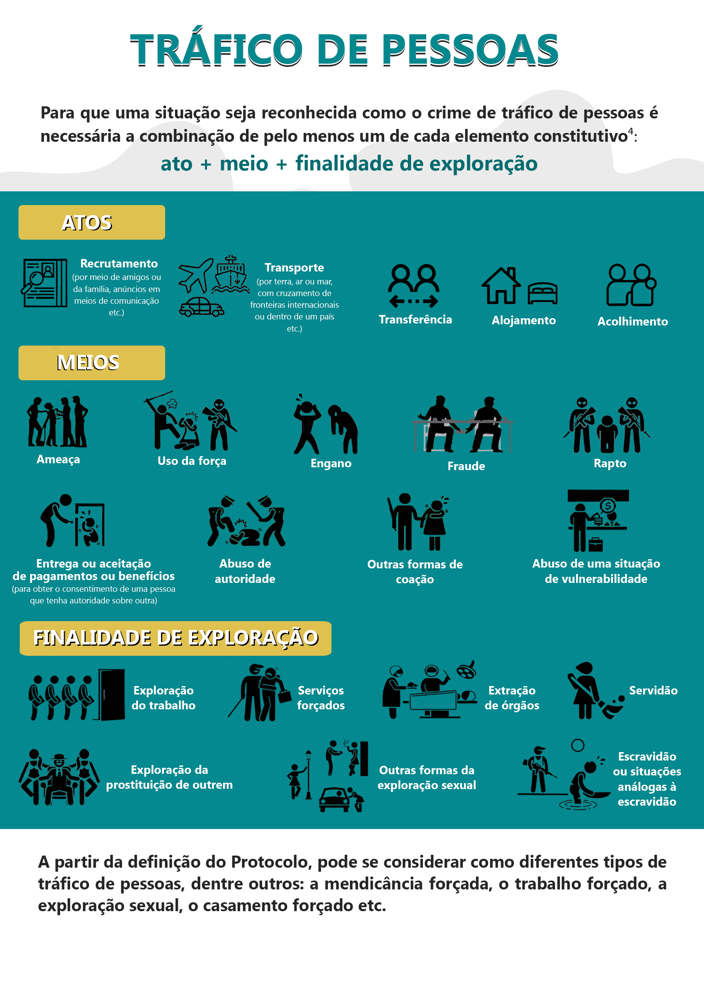 TRÁFICO DE PESSOAS
Para que uma situação seja reconhecida como o crime de tráfico de pessoas é
necessária a combinação de pelo menos um de cada elemento constitutivo⁴:
ato + meio + finalidade de exploração
ATOS
Recrutamento
(por meio de amigos ou
da família, anúncios em
meios de comunicação
etc.)
Transporte
(por terra, ar ou mar,
com cruzamento de
fronteiras internacionais
ou dentro de um país
etc.)
Transferência
Alojamento
Acolhimento
MEIOS
Ameaça
Uso da força
Engano
Fraude
Rapto
Entrega ou aceitação
de pagamentos ou benefícios
(para obter o consentimento de uma pessoa
que tenha autoridade sobre outra)
Abuso de
autoridade
Outras formas de
coação
$
Abuso de uma situação
de vulnerabilidade
FINALIDADE DE EXPLORAÇÃO
Exploração
do trabalho
Serviços
forçados
Extração
de órgãos
Servidão
Exploração da
prostituição de outrem
Outras formas da
exploração sexual
Escravidão
ou situações
análogas à
escravidão
A partir da definição do Protocolo, pode se considerar como diferentes tipos de
tráfico de pessoas, dentre outros: a mendicância forçada, o trabalho forçado, a
exploração sexual, o casamento forçado etc.